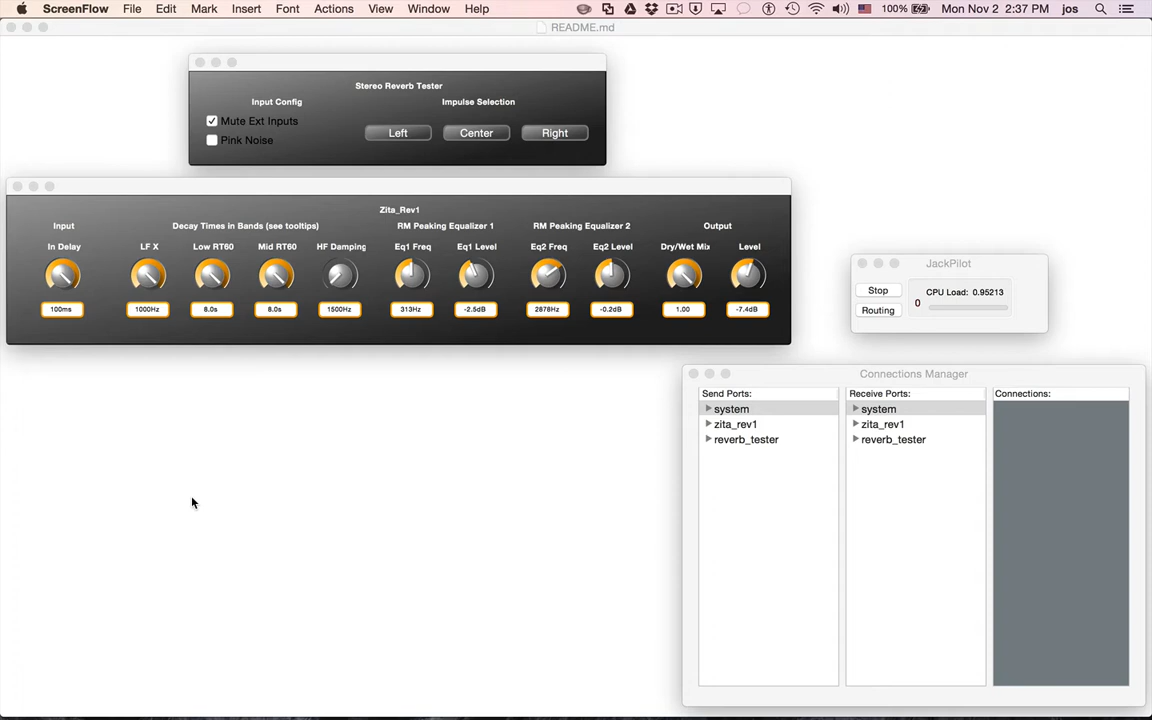 ScreenFlow File Edit Mark Insert Font Actions View Window Help 100% Mon Nov 2 2:37 PM jos
README.md
Stereo Reverb Tester
Input Config Impulse Selection
Mute Ext Inputs
Pink Noise
Left Center Right
Zita_Rev1
Input Decay Times in Bands (see tooltips) RM Peaking Equalizer 1 RM Peaking Equalizer 2 Output
In Delay LF X Low RT60 Mid RT60 HF Damping Eq1 Freq Eq1 Level Eq2 Freq Eq2 Level Dry/Wet Mix Level
100ms 1000Hz 8.0s 8.0s 1500Hz 313Hz -2.5dB 2878Hz -0.2dB 1.00 -7.4dB
JackPilot
Stop CPU Load: 0.95213
0
Routing
Connections Manager
Send Ports: Receive Ports: Connections:
system system
zita_rev1 zita_rev1
reverb_tester reverb_tester